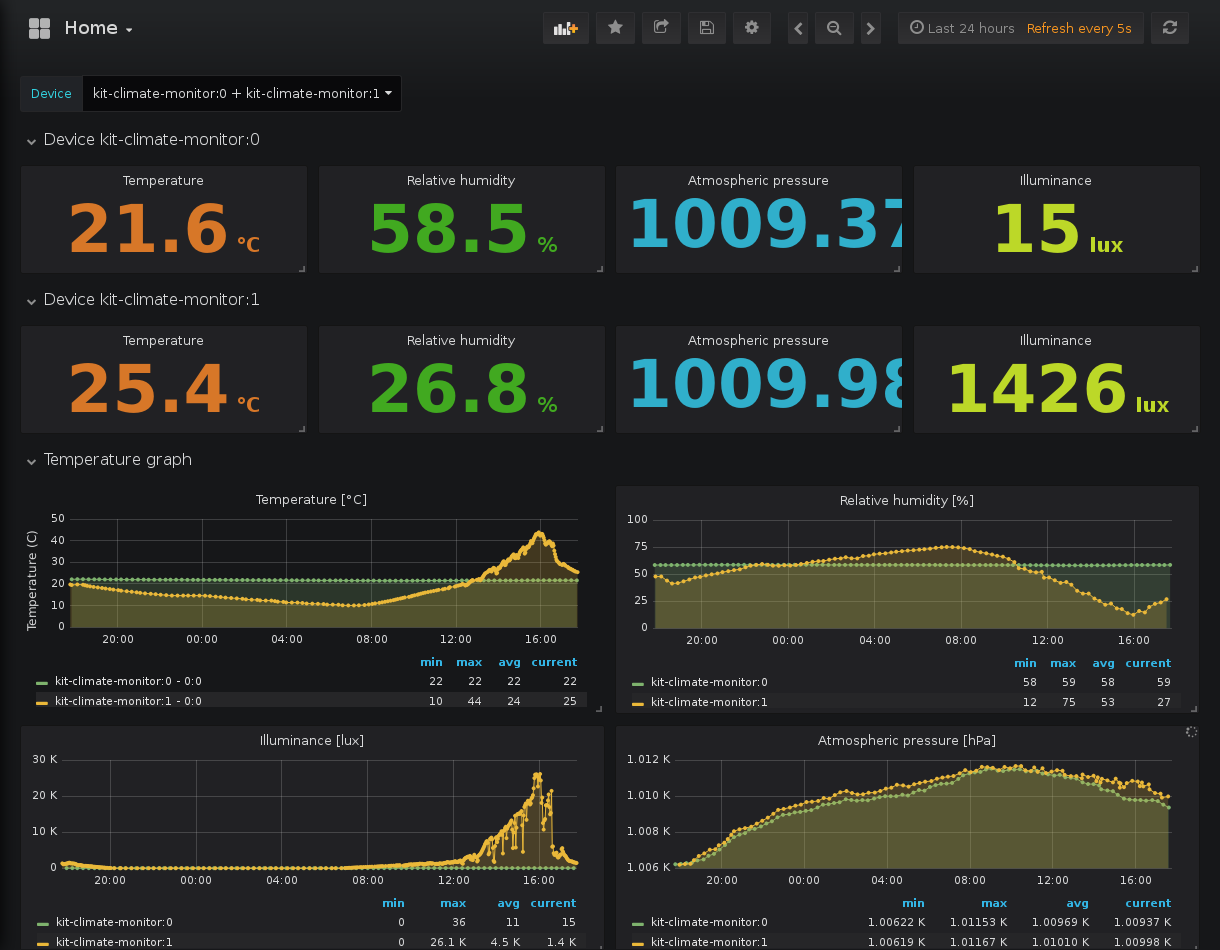 Home
Last 24 hours Refresh every 5s
Device kit-climate-monitor:0 + kit-climate-monitor:1
Device kit-climate-monitor:0
Temperature Relative humidity Atmospheric pressure Illuminance
21.6 °C 58.5 % 1009.37 15 lux
Device kit-climate-monitor:1
Temperature Relative humidity Atmospheric pressure Illuminance
25.4 °C 26.8 % 1009.98 1426 lux
Temperature graph
Temperature [°C]
Temperature (C)
50
40
30
20
10
0
20:00 00:00 04:00 08:00 12:00 16:00
min max avg current
kit-climate-monitor:0 - 0:0 22 22 22 22
kit-climate-monitor:1 - 0:0 10 44 24 25
Relative humidity [%]
100
75
50
25
0
20:00 00:00 04:00 08:00 12:00 16:00
min max avg current
kit-climate-monitor:0 58 59 58 59
kit-climate-monitor:1 12 75 53 27
Illuminance [lux]
30 K
20 K
10 K
0
20:00 00:00 04:00 08:00 12:00 16:00
min max avg current
kit-climate-monitor:0 0 36 11 15
kit-climate-monitor:1 0 26.1 K 4.5 K 1.4 K
Atmospheric pressure [hPa]
1.012 K
1.010 K
1.008 K
1.006 K
20:00 00:00 04:00 08:00 12:00 16:00
min max avg current
kit-climate-monitor:0 1.00622 K 1.01153 K 1.00969 K 1.00937 K
kit-climate-monitor:1 1.00619 K 1.01167 K 1.01010 K 1.00998 K